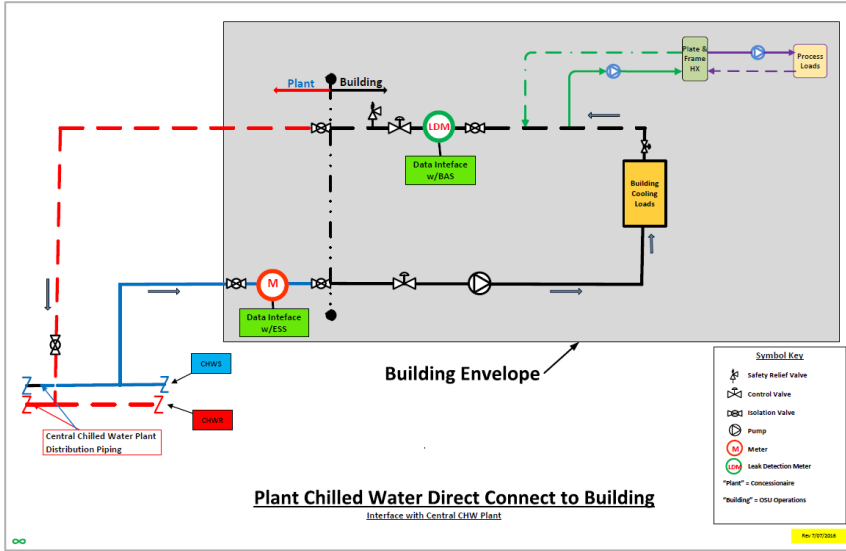 Plate &
Frame
HX
Process
Loads
Plant
Building
LDM
Data Inteface
w/BAS
Building
Cooling
Loads
M
Data Inteface
w/ESS
CHWS
CHWR
Central Chilled Water Plant
Distribution Piping
Building Envelope
Symbol Key
Safety Relief Valve
Control Valve
Isolation Valve
Pump
M
Meter
LDM
Leak Detection Meter
"Plant" = Concessionaire
"Building" = OSU Operations
Plant Chilled Water Direct Connect to Building
Interface with Central CHW Plant
Rev 7/07/2016